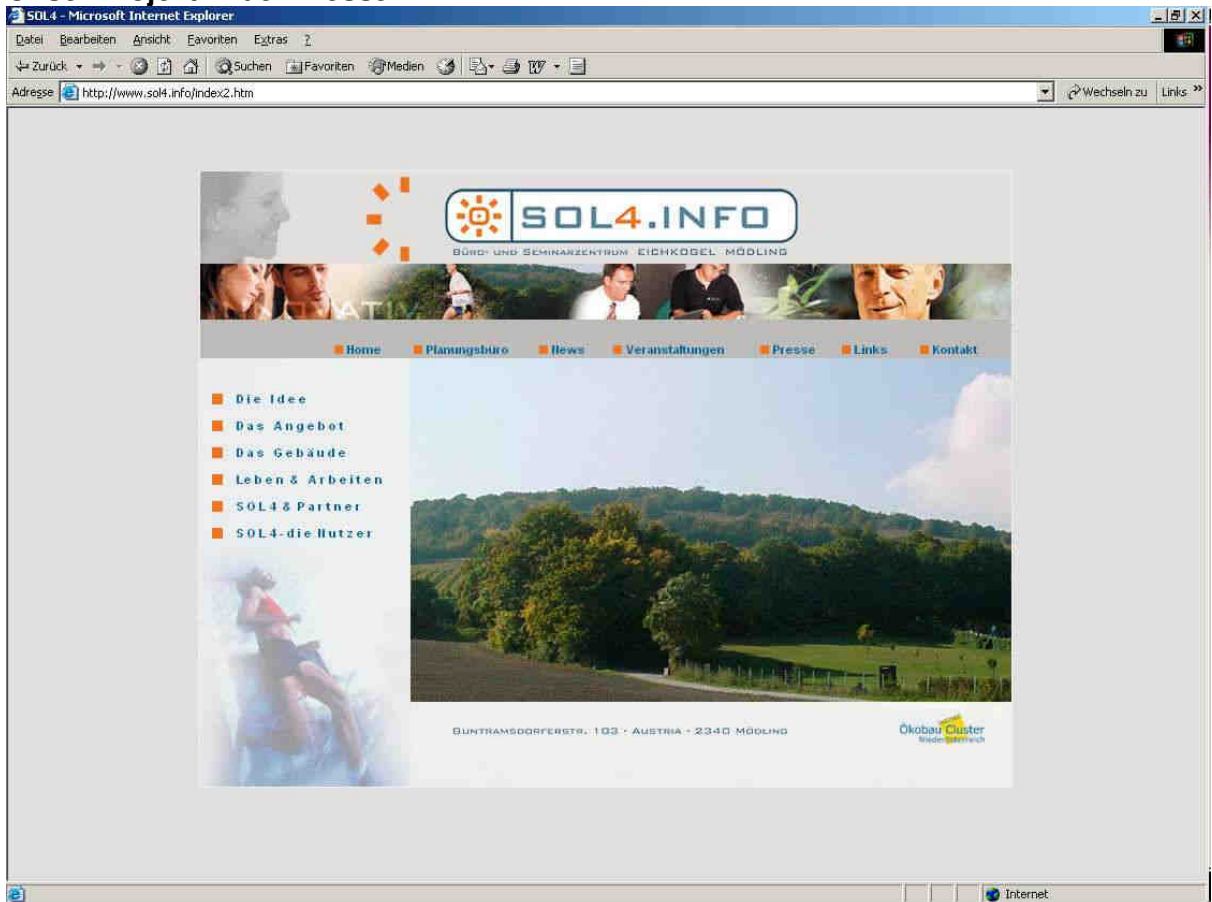 SOL4 - Microsoft Internet Explorer
Datei Bearbeiten Ansicht Favoriten Extras ?
Zurück Suchen Favoriten Medien
Adresse http://www.sol4.info/index2.htm Wechseln zu Links »
SOL4.INFO
BÜRO- UND SEMINARZENTRUM EICHKOGEL MÖDLING
Home Planungsbüro News Veranstaltungen Presse Links Kontakt
Die Idee
Das Angebot
Das Gebäude
Leben & Arbeiten
SOL4 & Partner
SOL4-die Nutzer
GUNTRAMSDORFERSTR. 103 · AUSTRIA · 2340 MÖDLING
Ökobau Cluster
Niederösterreich
Internet